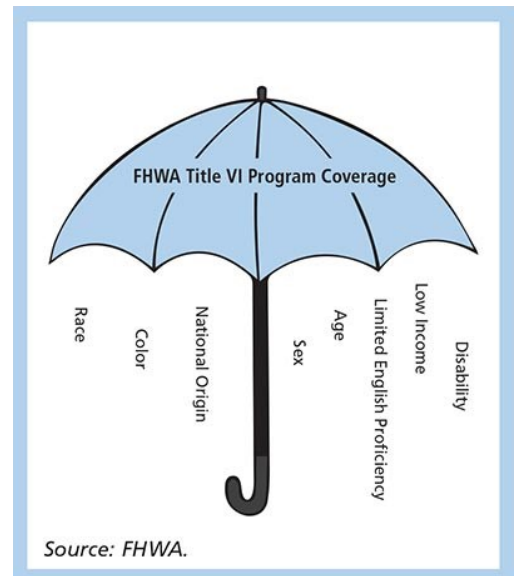 FHWA Title VI Program Coverage
Race
Color
National Origin
Sex
Age
Limited English Proficiency
Low Income
Disability
Source: FHWA.